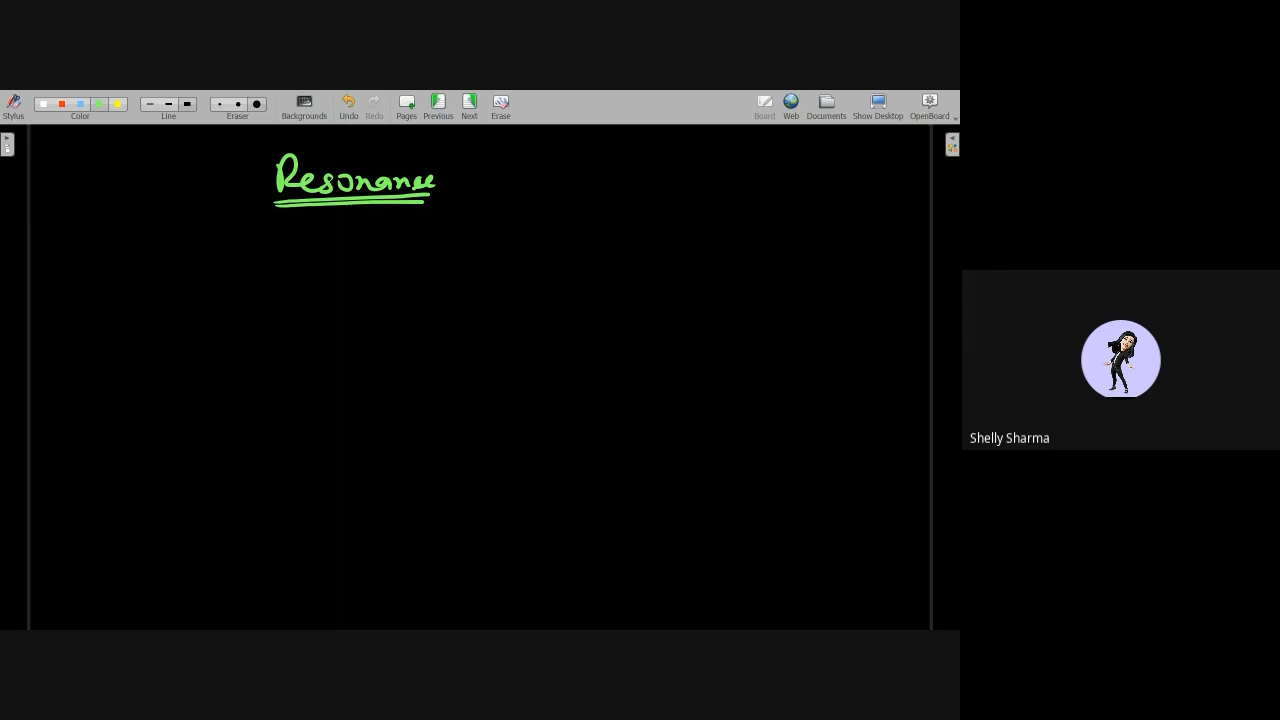 Stylus Color Line Eraser Backgrounds Undo Redo Pages Previous Next Erase Board Web Documents Show Desktop OpenBoard
Resonance
Shelly Sharma